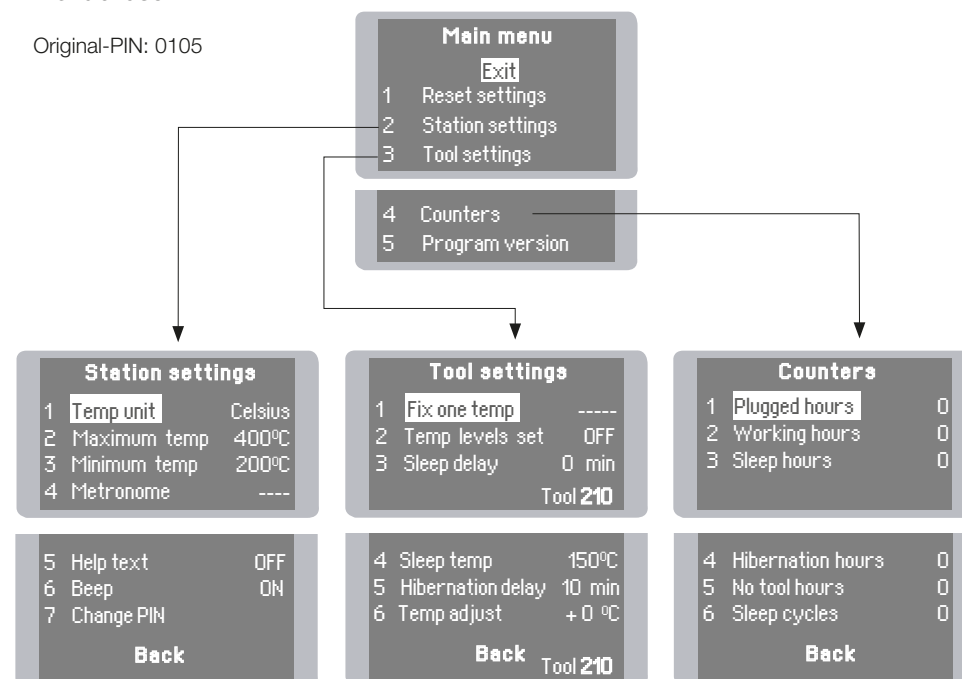 Original-PIN: 0105
Main menu
Exit
1 Reset settings
2 Station settings
3 Tool settings
4 Counters
5 Program version
Station settings
1 Temp unit Celsius
2 Maximum temp 400ºC
3 Minimum temp 200ºC
4 Metronome ----
5 Help text OFF
6 Beep ON
7 Change PIN
Back
Tool settings
1 Fix one temp -----
2 Temp levels set OFF
3 Sleep delay 0 min
Tool 210
4 Sleep temp 150ºC
5 Hibernation delay 10 min
6 Temp adjust + 0 ºC
Back Tool 210
Counters
1 Plugged hours 0
2 Working hours 0
3 Sleep hours 0
4 Hibernation hours 0
5 No tool hours 0
6 Sleep cycles 0
Back